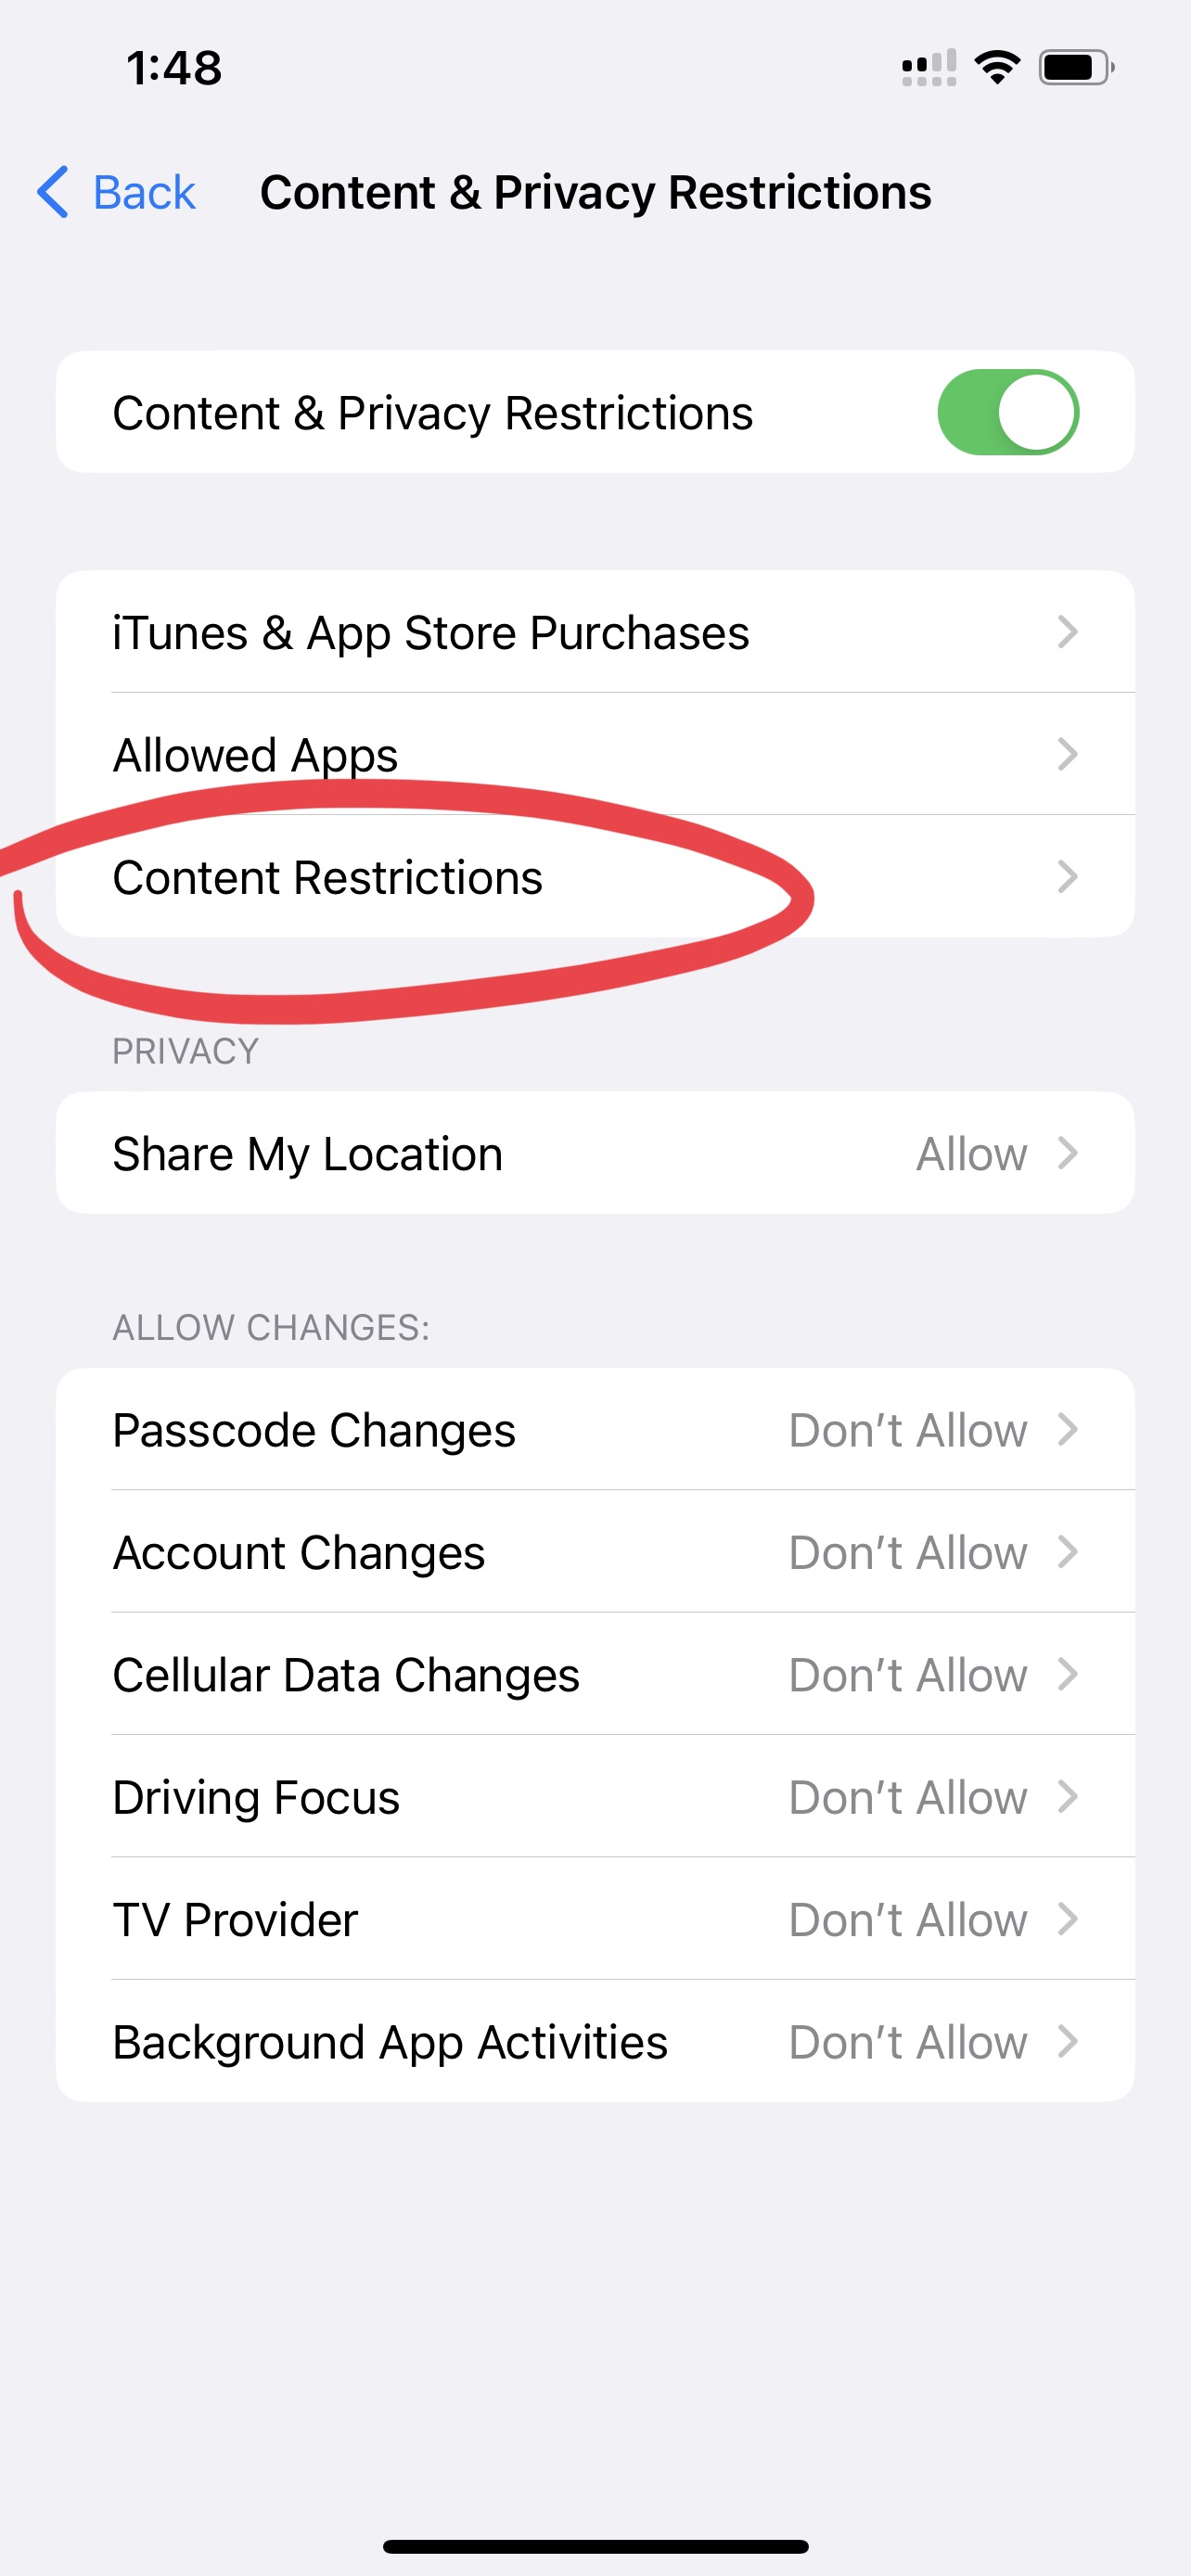 1:48
Back Content & Privacy Restrictions
Content & Privacy Restrictions
iTunes & App Store Purchases
Allowed Apps
Content Restrictions
PRIVACY
Share My Location Allow
ALLOW CHANGES:
Passcode Changes Don’t Allow
Account Changes Don’t Allow
Cellular Data Changes Don’t Allow
Driving Focus Don’t Allow
TV Provider Don’t Allow
Background App Activities Don’t Allow